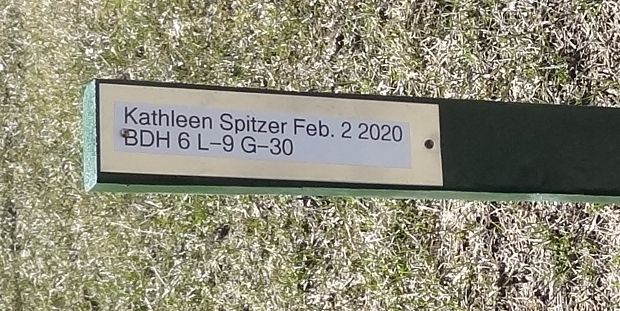 Kathleen Spitzer Feb. 2 2020
BDH 6 L-9 G-30